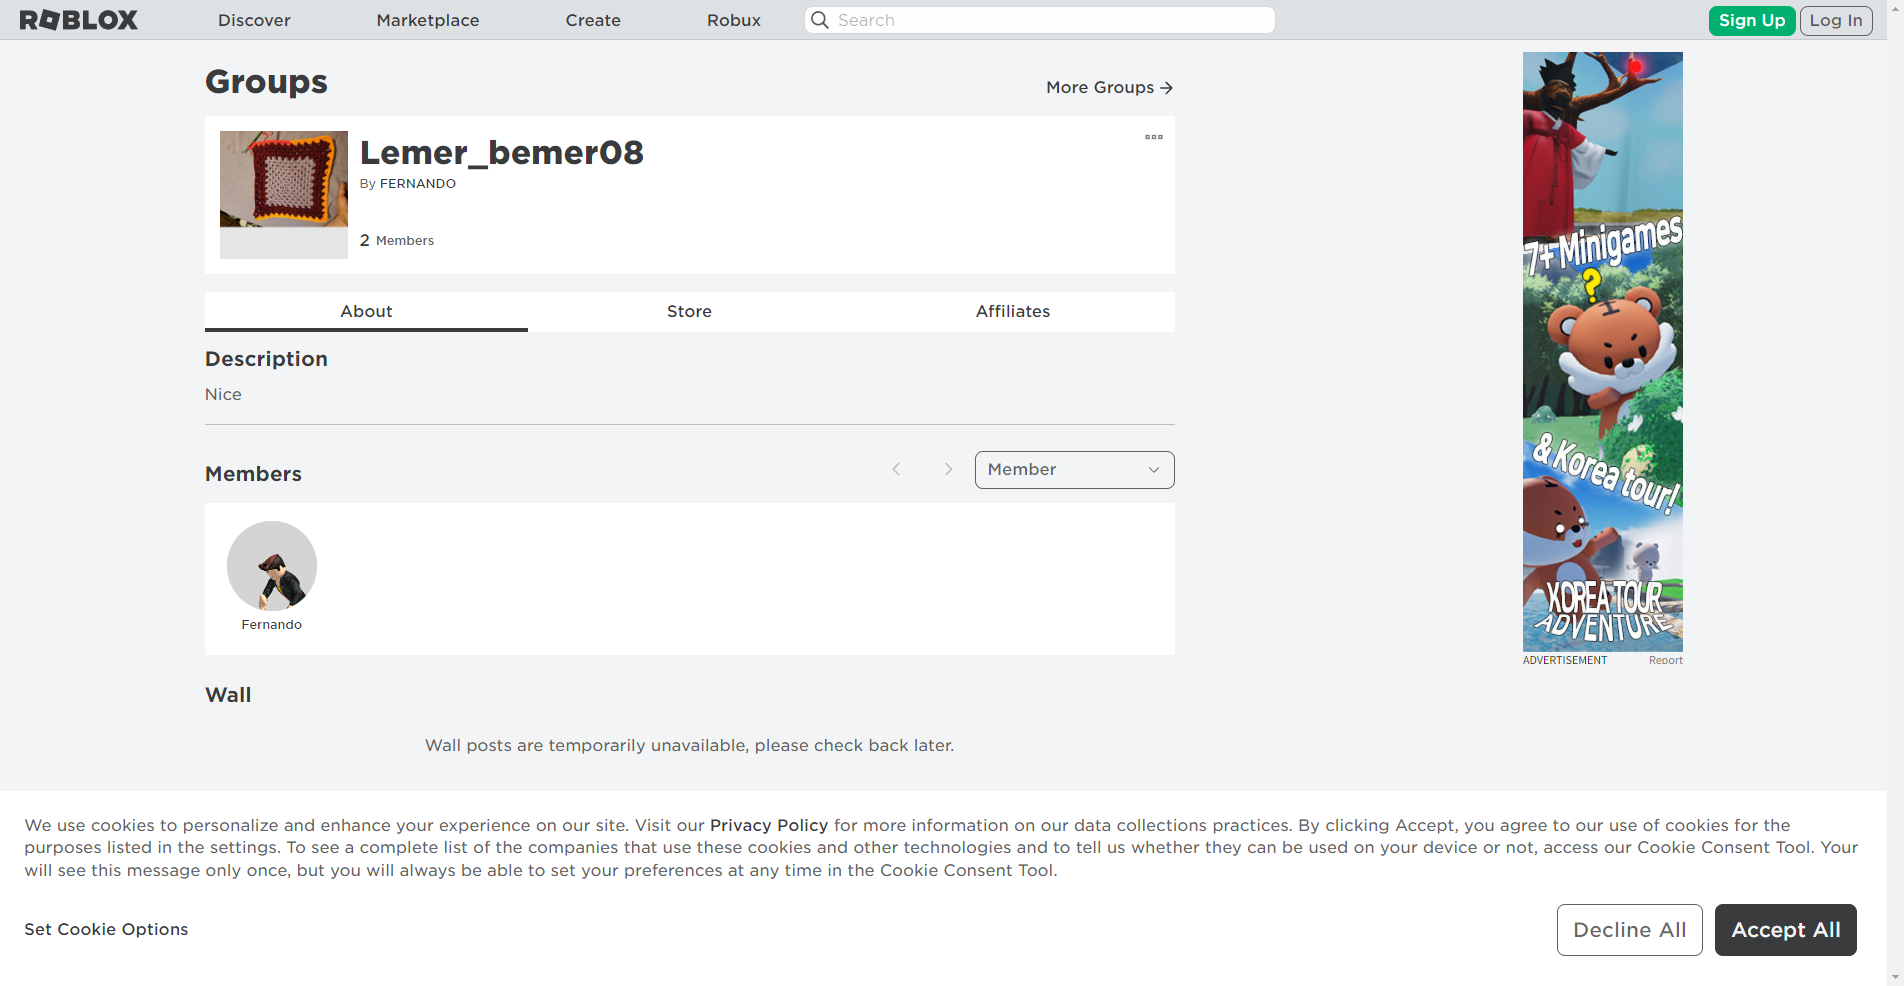 ROBLOX
Discover
Marketplace
Create
Robux
Search
Sign Up
Log In
Groups
More Groups
Lemer_bemer08
By FERNANDO
2 Members
About
Store
Affiliates
Description
Nice
Members
Member
Fernando
Wall
Wall posts are temporarily unavailable, please check back later.
7+ Minigames
?
& Korea tour!
KOREA TOUR
ADVENTURE
ADVERTISEMENT
Report
We use cookies to personalize and enhance your experience on our site. Visit our Privacy Policy for more information on our data collections practices. By clicking Accept, you agree to our use of cookies for the
purposes listed in the settings. To see a complete list of the companies that use these cookies and other technologies and to tell us whether they can be used on your device or not, access our Cookie Consent Tool. Your
will see this message only once, but you will always be able to set your preferences at any time in the Cookie Consent Tool.
Set Cookie Options
Decline All
Accept All